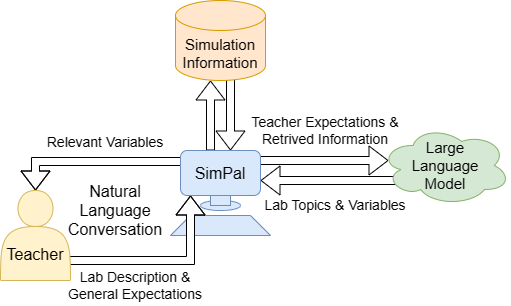 Simulation
Information
Teacher Expectations &
Retrived Information
Relevant Variables
Large
Language
Model
SimPal
Natural
Language
Conversation
Lab Topics & Variables
Teacher
Lab Description &
General Expectations